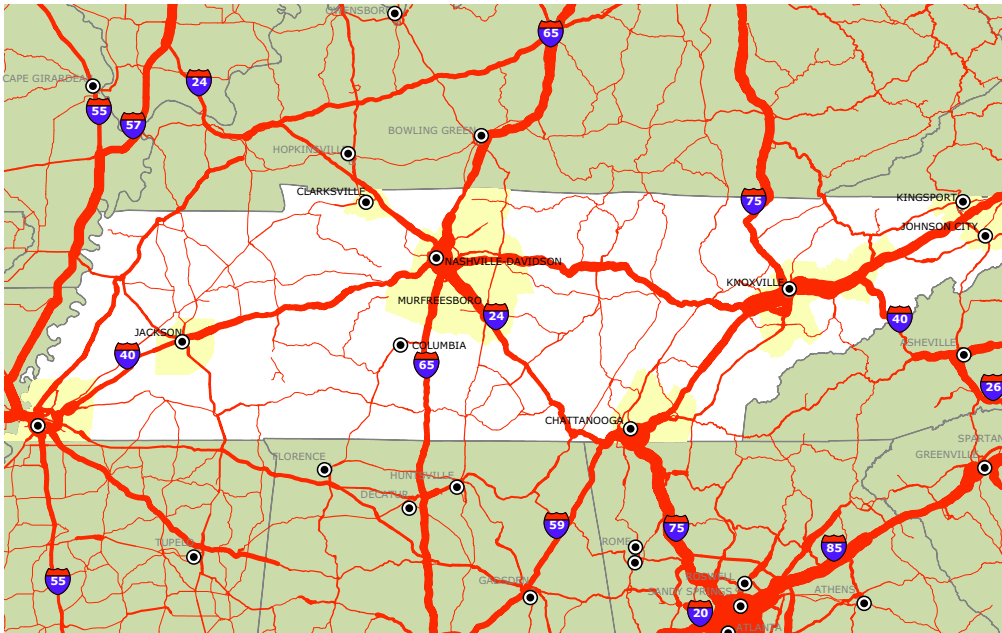 OWENSBORO
65
CAPE GIRARDEA
24
55
57
BOWLING GREEN
HOPKINSVILLE
CLARKSVILLE
75
KINGSPORT
JOHNSON CITY
NASHVILLE-DAVIDSON
KNOXVILLE
MURFREESBORO
24
40
JACKSON
COLUMBIA
ASHEVILLE
40
65
26
CHATTANOOGA
SPARTAN
FLORENCE
GREENVILLE
HUNTSVILLE
DECATUR
59
75
TUPELO
ROME
85
55
GADSDEN
ROSWELL
SANDY SPRINGS
ATHENS
20
ATLANTA